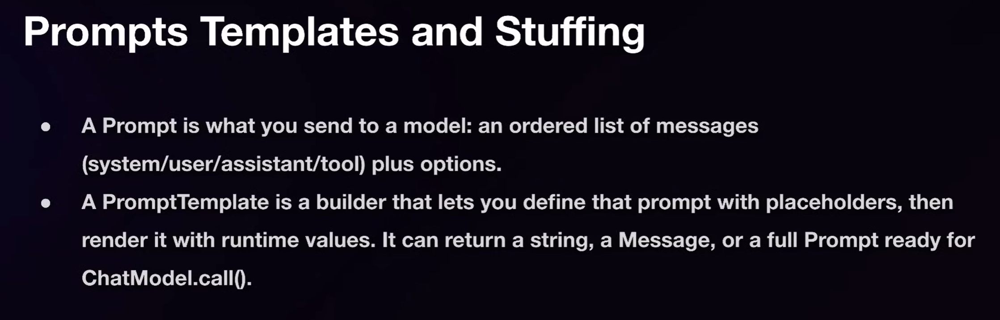 Prompts Templates and Stuffing
● A Prompt is what you send to a model: an ordered list of messages
(system/user/assistant/tool) plus options.
● A PromptTemplate is a builder that lets you define that prompt with placeholders, then
render it with runtime values. It can return a string, a Message, or a full Prompt ready for
ChatModel.call().